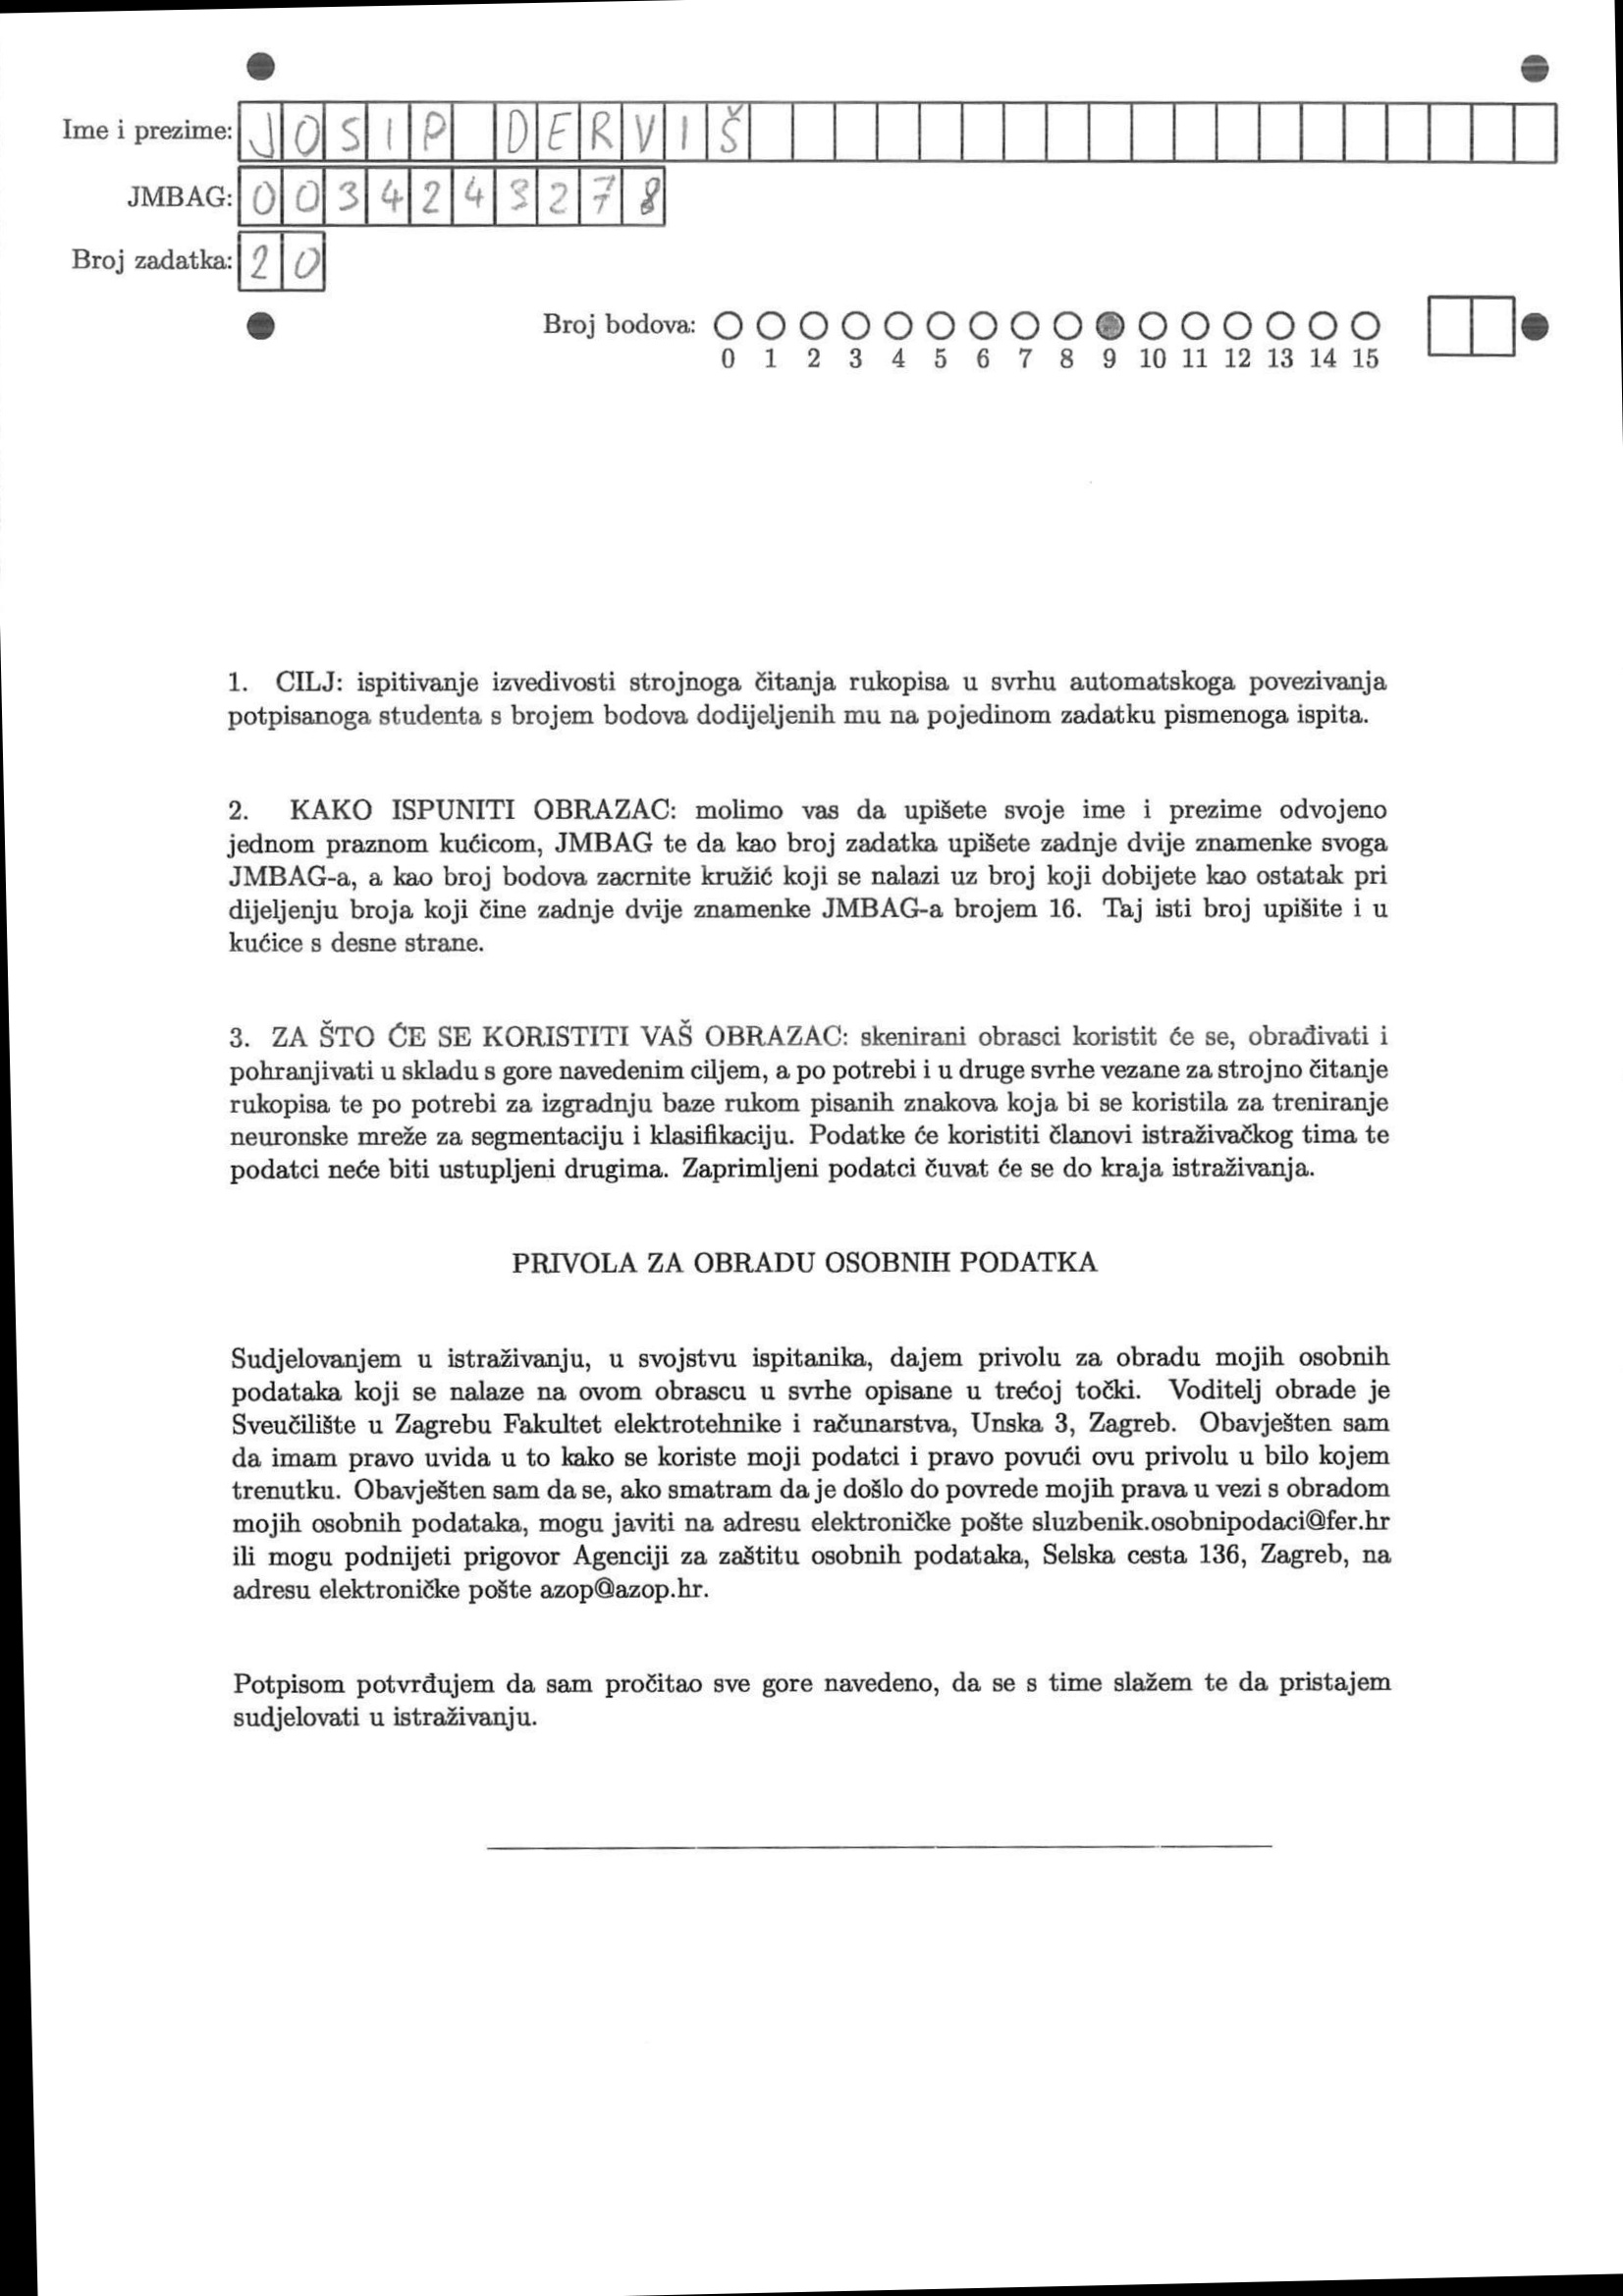 Ime i prezime: JOSIP DERVIŠ
JMBAG: 0034243278
Broj zadatka: 20
Broj bodova:
0 1 2 3 4 5 6 7 8 9 10 11 12 13 14 15
1. CILJ: ispitivanje izvedivosti strojnoga čitanja rukopisa u svrhu automatskoga povezivanja
potpisanoga studenta s brojem bodova dodijeljenih mu na pojedinom zadatku pismenoga ispita.
2. KAKO ISPUNITI OBRAZAC: molimo vas da upišete svoje ime i prezime odvojeno
jednom praznom kućicom, JMBAG te da kao broj zadatka upišete zadnje dvije znamenke svoga
JMBAG-a, a kao broj bodova zacrnite kružić koji se nalazi uz broj koji dobijete kao ostatak pri
dijeljenju broja koji čine zadnje dvije znamenke JMBAG-a brojem 16. Taj isti broj upišite i u
kućice s desne strane.
3. ZA ŠTO ĆE SE KORISTITI VAŠ OBRAZAC: skenirani obrasci koristit će se, obrađivati i
pohranjivati u skladu s gore navedenim ciljem, a po potrebi i u druge svrhe vezane za strojno čitanje
rukopisa te po potrebi za izgradnju baze rukom pisanih znakova koja bi se koristila za treniranje
neuronske mreže za segmentaciju i klasifikaciju. Podatke će koristiti članovi istraživačkog tima te
podatci neće biti ustupljeni drugima. Zaprimljeni podatci čuvat će se do kraja istraživanja.
PRIVOLA ZA OBRADU OSOBNIH PODATKA
Sudjelovanjem u istraživanju, u svojstvu ispitanika, dajem privolu za obradu mojih osobnih
podataka koji se nalaze na ovom obrascu u svrhe opisane u trećoj točki. Voditelj obrade je
Sveučilište u Zagrebu Fakultet elektrotehnike i računarstva, Unska 3, Zagreb. Obavješten sam
da imam pravo uvida u to kako se koriste moji podatci i pravo povući ovu privolu u bilo kojem
trenutku. Obavješten sam da se, ako smatram da je došlo do povrede mojih prava u vezi s obradom
mojih osobnih podataka, mogu javiti na adresu elektroničke pošte sluzbenik.osobnipodaci@fer.hr
ili mogu podnijeti prigovor Agenciji za zaštitu osobnih podataka, Selska cesta 136, Zagreb, na
adresu elektroničke pošte azop@azop.hr.
Potpisom potvrđujem da sam pročitao sve gore navedeno, da se s time slažem te da pristajem
sudjelovati u istraživanju.